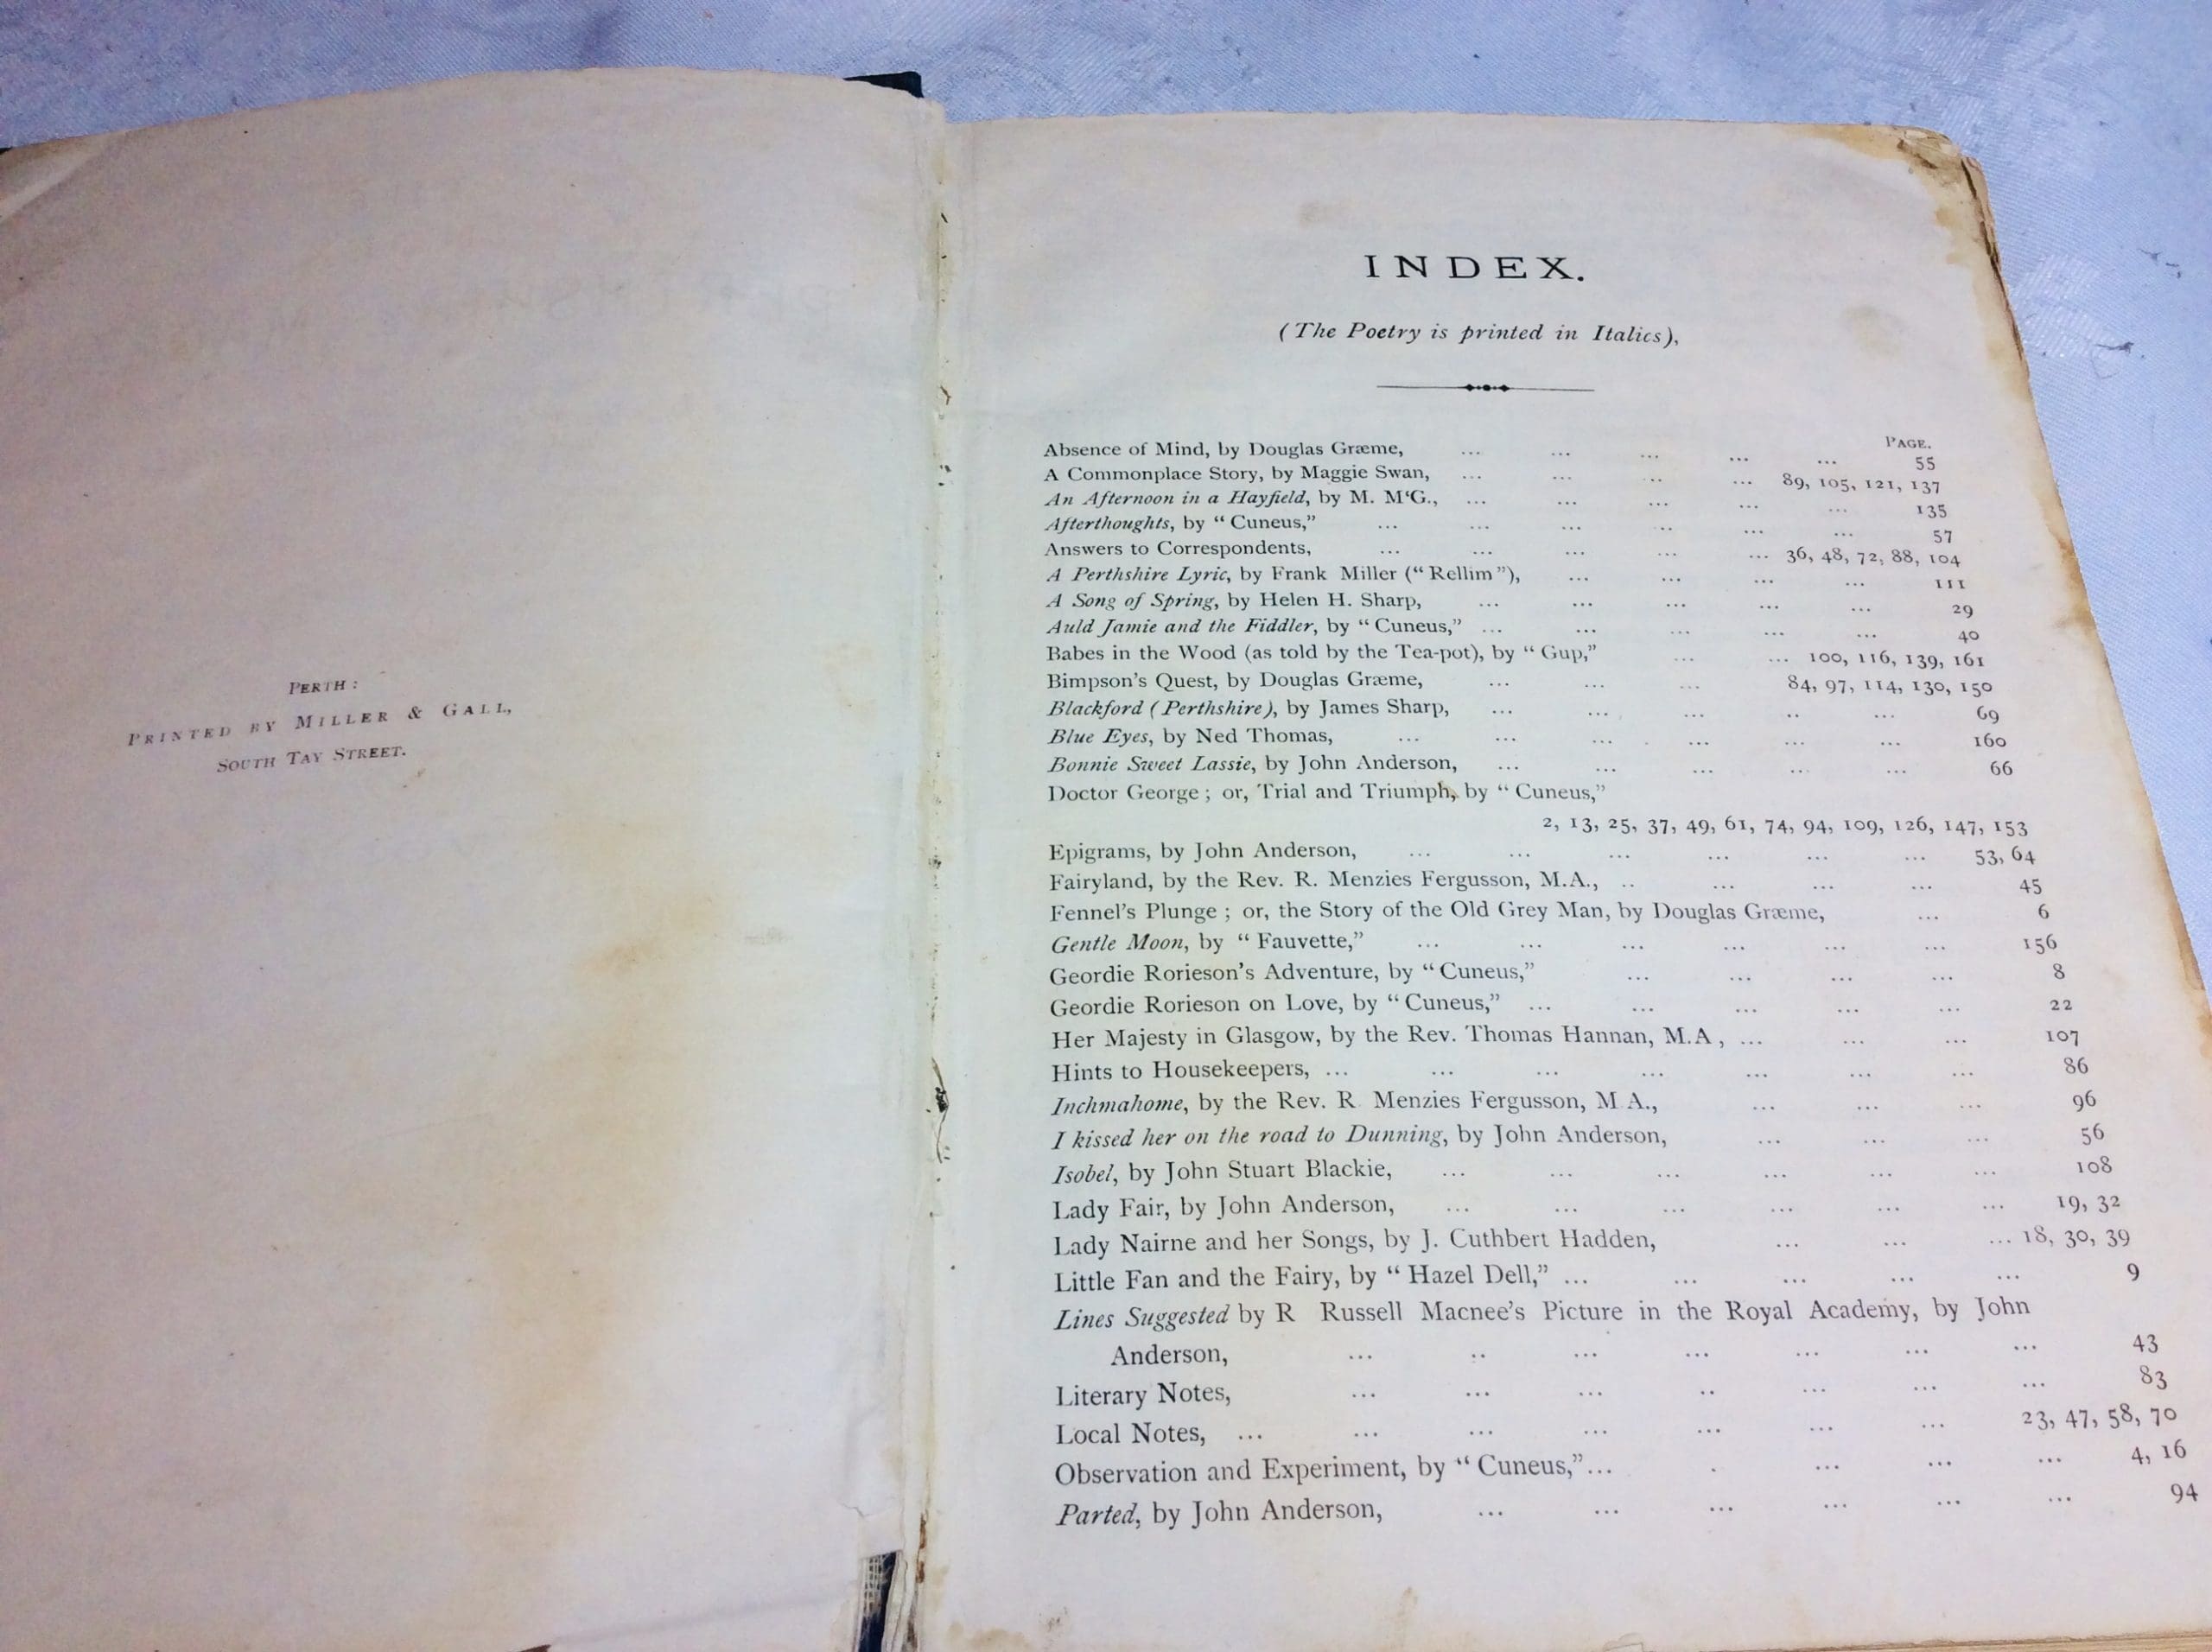 PERTH:
PRINTED BY MILLER & GALL,
SOUTH TAY STREET.
INDEX.
(The Poetry is printed in Italics),
PAGE.
Absence of Mind, by Douglas Græme, ... ... ... ... ... 55
A Commonplace Story, by Maggie Swan, ... ... ... ... 89, 105, 121, 137
An Afternoon in a Hayfield, by M. M‘G., ... ... ... ... ... 135
Afterthoughts, by “Cuneus,” ... ... ... ... ... ... 57
Answers to Correspondents, ... ... ... ... ... 36, 48, 72, 88, 104
A Perthshire Lyric, by Frank Miller (“Rellim”), ... ... ... ... 111
A Song of Spring, by Helen H. Sharp, ... ... ... ... ... 29
Auld Jamie and the Fiddler, by “Cuneus,” ... ... ... ... ... 40
Babes in the Wood (as told by the Tea-pot), by “Gup,” ... ... 100, 116, 139, 161
Bimpson’s Quest, by Douglas Græme, ... ... ... 84, 97, 114, 130, 150
Blackford (Perthshire), by James Sharp, ... ... ... .. ... 69
Blue Eyes, by Ned Thomas, ... ... ... ... ... ... 160
Bonnie Sweet Lassie, by John Anderson, ... ... ... ... ... 66
Doctor George; or, Trial and Triumph, by “Cuneus,”
2, 13, 25, 37, 49, 61, 74, 94, 109, 126, 147, 153
Epigrams, by John Anderson, ... ... ... ... ... ... 53, 64
Fairyland, by the Rev. R. Menzies Fergusson, M.A., .. ... ... ... 45
Fennel’s Plunge; or, the Story of the Old Grey Man, by Douglas Græme, ... 6
Gentle Moon, by “Fauvette,” ... ... ... ... ... ... 156
Geordie Rorieson’s Adventure, by “Cuneus,” ... ... ... ... 8
Geordie Rorieson on Love, by “Cuneus,” ... ... ... ... ... 22
Her Majesty in Glasgow, by the Rev. Thomas Hannan, M.A, ... ... ... 107
Hints to Housekeepers, ... ... ... ... ... ... ... 86
Inchmahome, by the Rev. R Menzies Fergusson, M A., ... ... ... 96
I kissed her on the road to Dunning, by John Anderson, ... ... ... 56
Isobel, by John Stuart Blackie, ... ... ... ... ... ... 108
Lady Fair, by John Anderson, ... ... ... ... ... ... 19, 32
Lady Nairne and her Songs, by J. Cuthbert Hadden, ... ... ... 18, 30, 39
Little Fan and the Fairy, by “Hazel Dell,” ... ... ... ... ... 9
Lines Suggested by R Russell Macnee’s Picture in the Royal Academy, by John
Anderson, ... .. ... ... ... ... ... 43
Literary Notes, ... ... ... .. ... ... ... 83
Local Notes, ... ... ... ... ... ... ... 23, 47, 58, 70
Observation and Experiment, by “Cuneus,”... . ... ... ... 4, 16
Parted, by John Anderson, ... ... ... ... ... ... 94